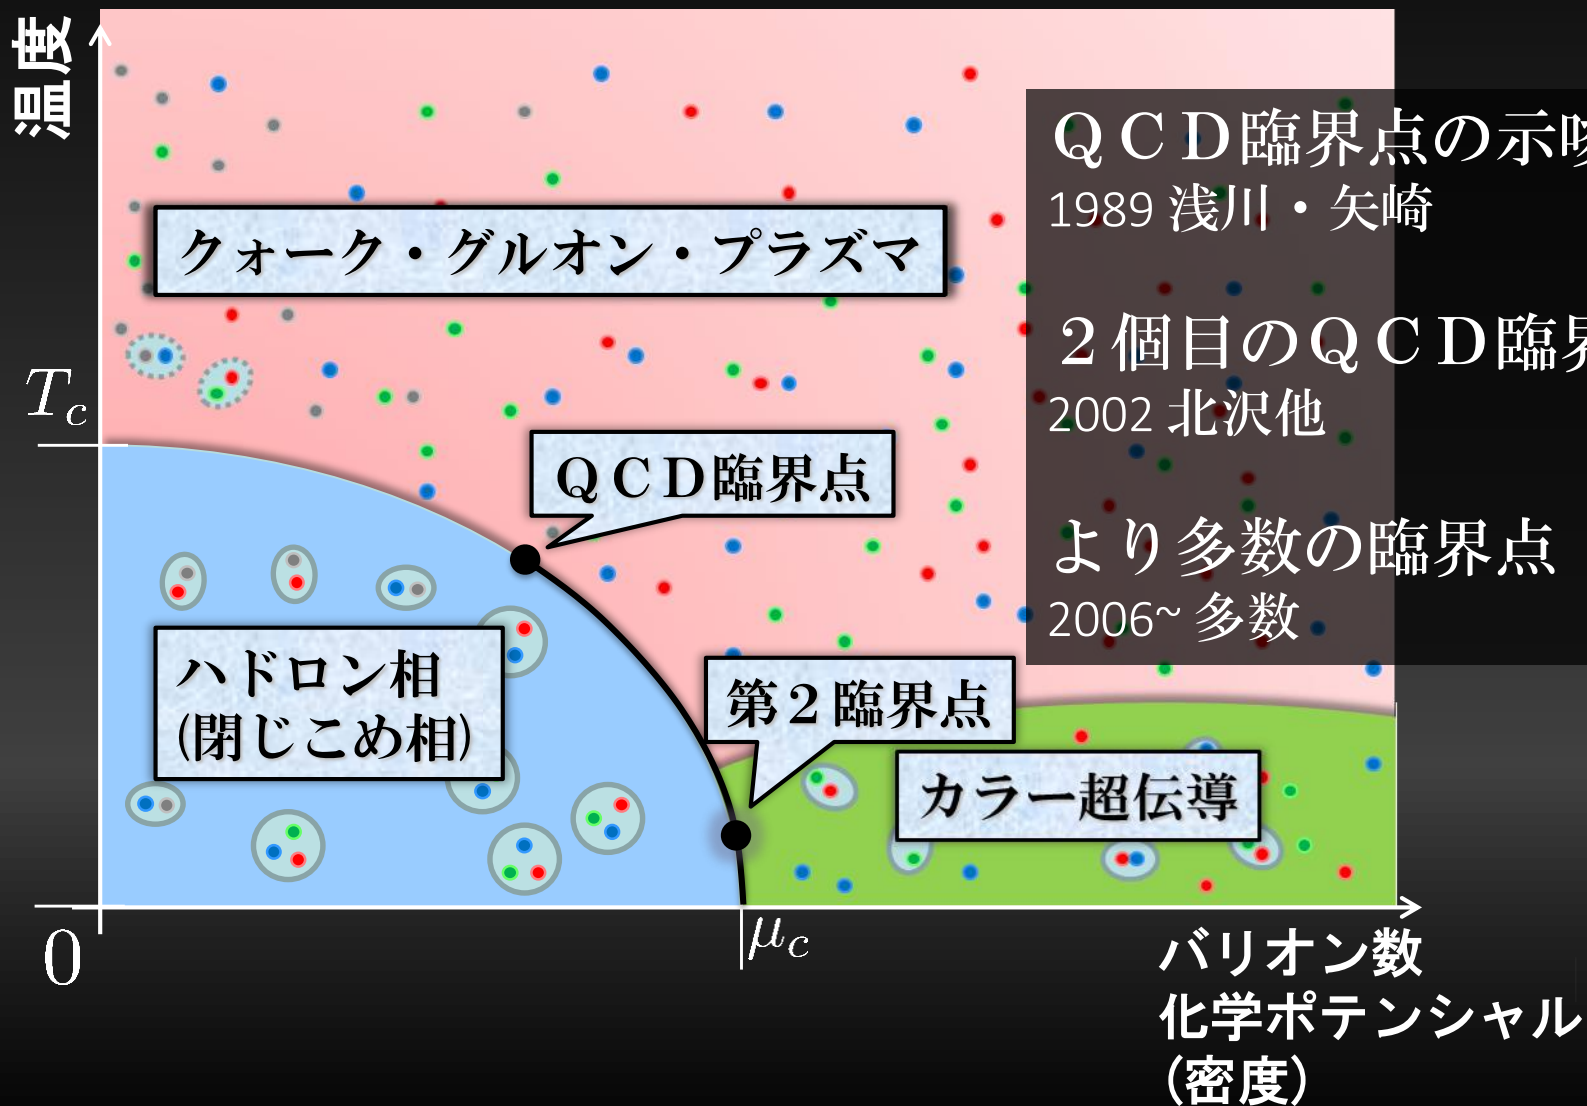 温度
ＱＣＤ臨界点の示唆
1989 浅川・矢崎
クォーク・グルオン・プラズマ
２個目のＱＣＤ臨界
2002 北沢他
Tc
ＱＣＤ臨界点
より多数の臨界点
2006~ 多数
ハドロン相
(閉じこめ相)
第２臨界点
カラー超伝導
0
μc
バリオン数
化学ポテンシャル
(密度)